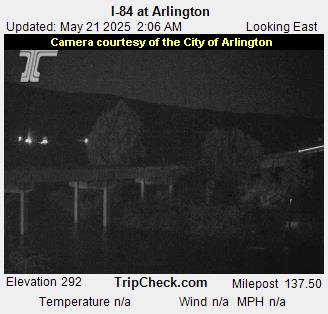 I-84 at Arlington
Updated: May 21 2025 2:06 AM Looking East
Camera courtesy of the City of Arlington
Elevation 292 TripCheck.com Milepost 137.50
Temperature n/a Wind n/a MPH n/a